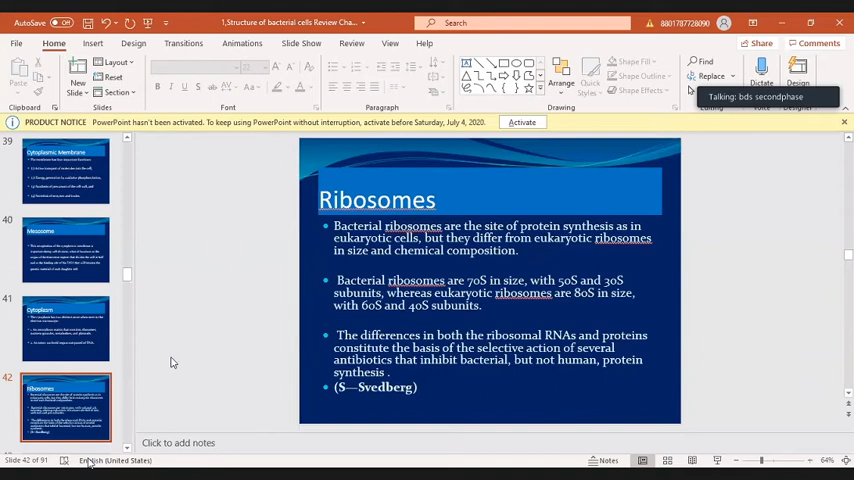 AutoSave Off 1,Structure of bacterial cells Review Cha... Search 8801787728090
File Home Insert Design Transitions Animations Slide Show Review View Help Share Comments
Paste New Slide Layout Reset Section 22 Arrange Quick Styles Shape Fill Shape Outline Shape Effects Find Replace Dictate Design
Talking: bds secondphase
Clipboard Slides Font Paragraph Drawing Editing Voice Designer
PRODUCT NOTICE PowerPoint hasn't been activated. To keep using PowerPoint without interruption, activate before Saturday, July 4, 2020. Activate
39
Cytoplasmic Membrane
40
Mesosome
41
Cytoplasm
42
Ribosomes
Ribosomes
Bacterial ribosomes are the site of protein synthesis as in
eukaryotic cells, but they differ from eukaryotic ribosomes
in size and chemical composition.
Bacterial ribosomes are 70S in size, with 50S and 30S
subunits, whereas eukaryotic ribosomes are 80S in size,
with 60S and 40S subunits.
The differences in both the ribosomal RNAs and proteins
constitute the basis of the selective action of several
antibiotics that inhibit bacterial, but not human, protein
synthesis .
(S—Svedberg)
Click to add notes
Slide 42 of 91 English (United States) Notes 64%